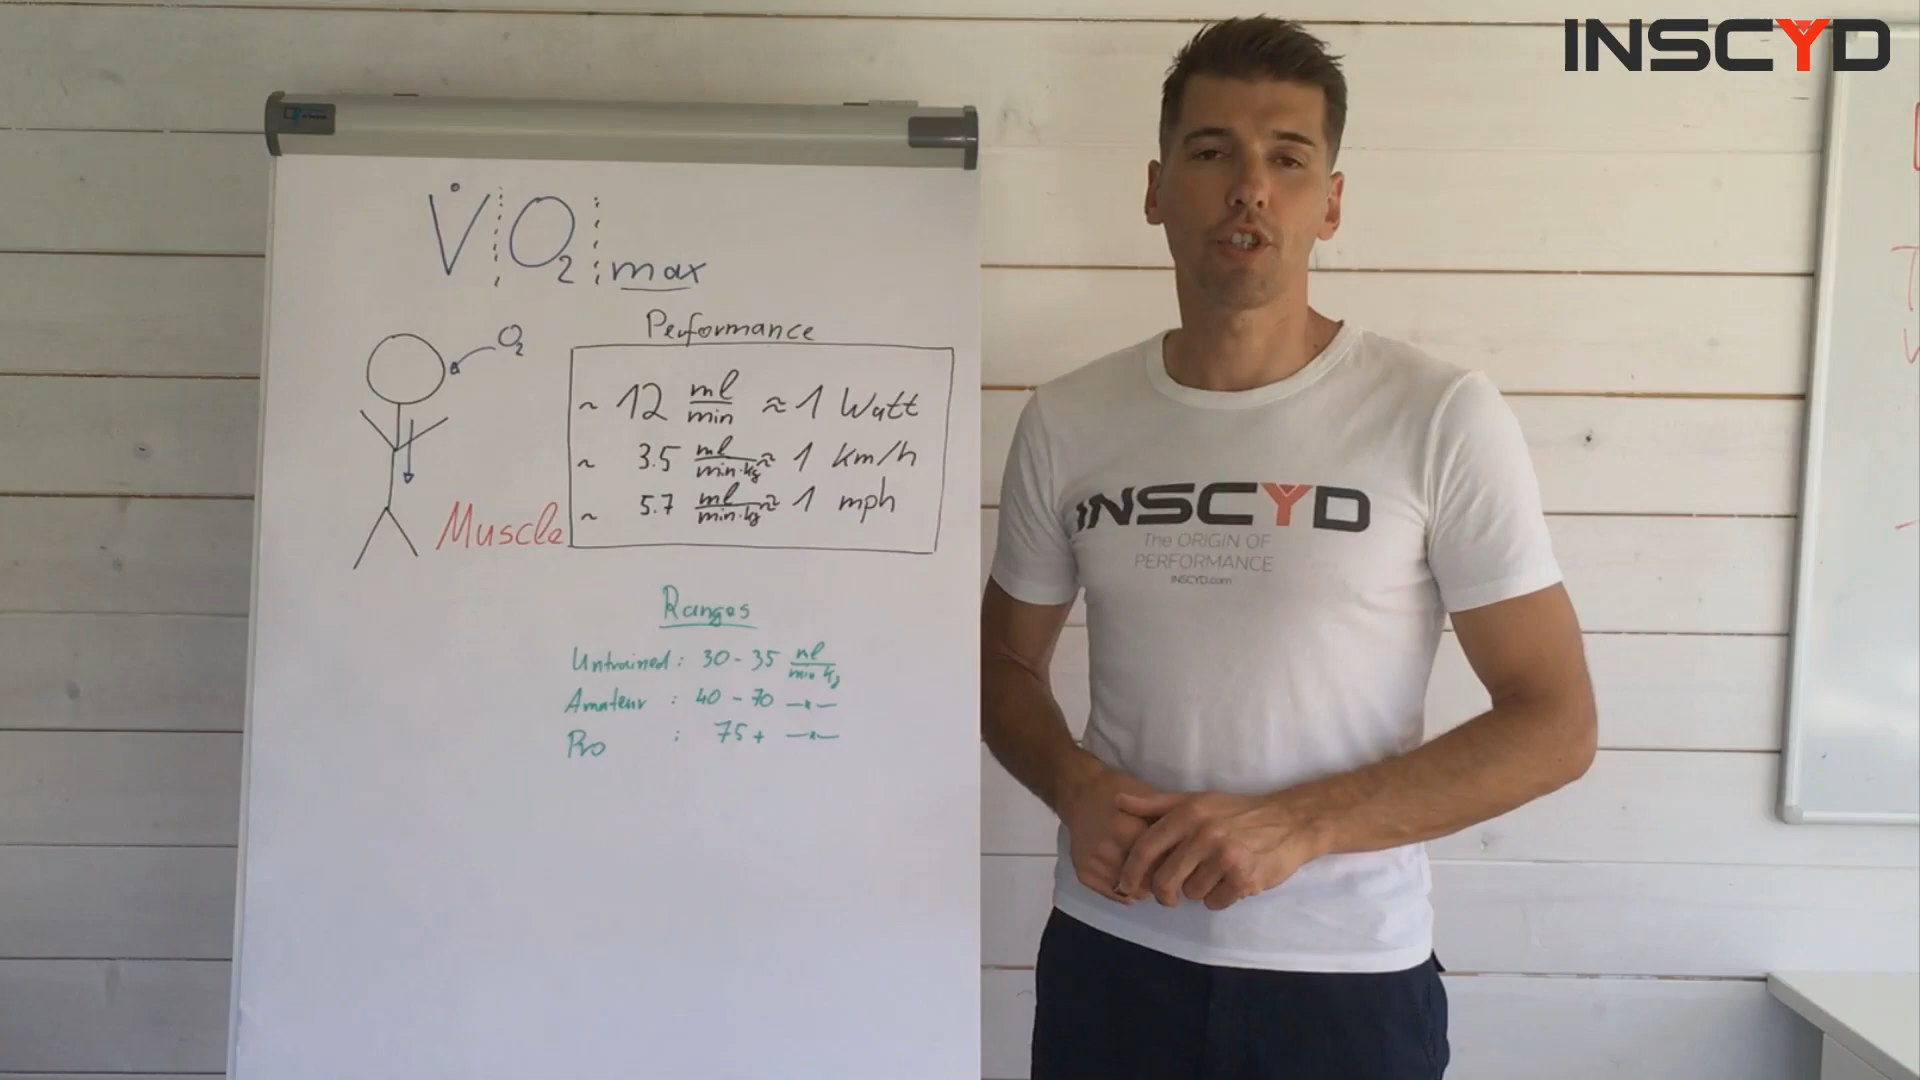 INSCYD
V̇O₂max
O₂
Performance
~ 12 ml/min ≈ 1 Watt
~ 3.5 ml/min·kg ≈ 1 km/h
~ 5.7 ml/min·kg ≈ 1 mph
Muscle
Ranges
Untrained: 30 - 35 ml/min kg
Amateur : 40 - 70 —"—
Pro : 75+ —"—
INSCYD
The ORIGIN OF
PERFORMANCE
INSCYD.com